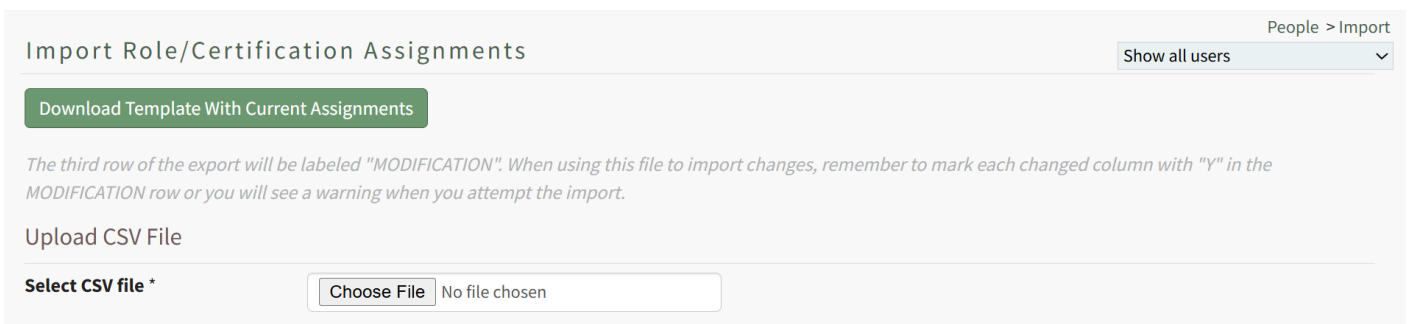 People > Import
Import Role/Certification Assignments
Show all users
Download Template With Current Assignments
The third row of the export will be labeled "MODIFICATION". When using this file to import changes, remember to mark each changed column with "Y" in the
MODIFICATION row or you will see a warning when you attempt the import.
Upload CSV File
Select CSV file *
Choose File No file chosen